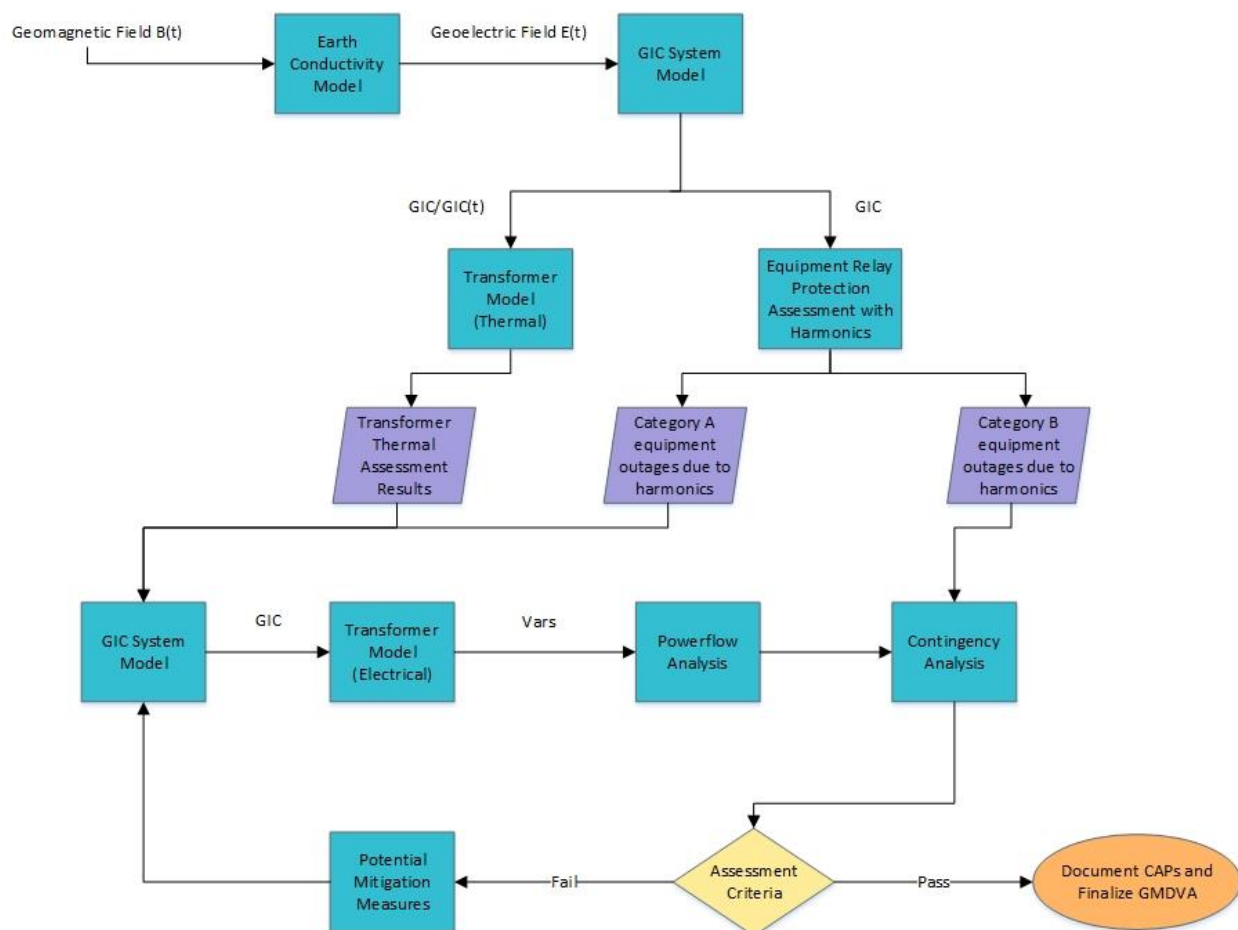 Geomagnetic Field B(t)
Earth
Conductivity
Model
Geoelectric Field E(t)
GIC System
Model
GIC/GIC(t)
GIC
Transformer
Model
(Thermal)
Equipment Relay
Protection
Assessment with
Harmonics
Transformer
Thermal
Assessment
Results
Category A
equipment
outages due to
harmonics
Category B
equipment
outages due to
harmonics
GIC System
Model
GIC
Transformer
Model
(Electrical)
Vars
Powerflow
Analysis
Contingency
Analysis
Potential
Mitigation
Measures
Fail
Assessment
Criteria
Pass
Document CAPs and
Finalize GMDVA